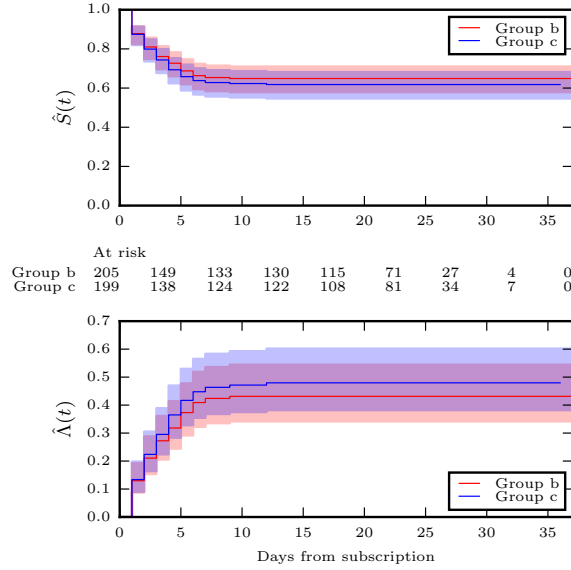 1.0
0.8
0.6
0.4
0.2
0.0
Ŝ(t)
Group b
Group c
0 5 10 15 20 25 30 35
At risk
Group b 205 149 133 130 115 71 27 4 0
Group c 199 138 124 122 108 81 34 7 0
0.7
0.6
0.5
0.4
0.3
0.2
0.1
0.0
Λ̂(t)
Group b
Group c
0 5 10 15 20 25 30 35
Days from subscription